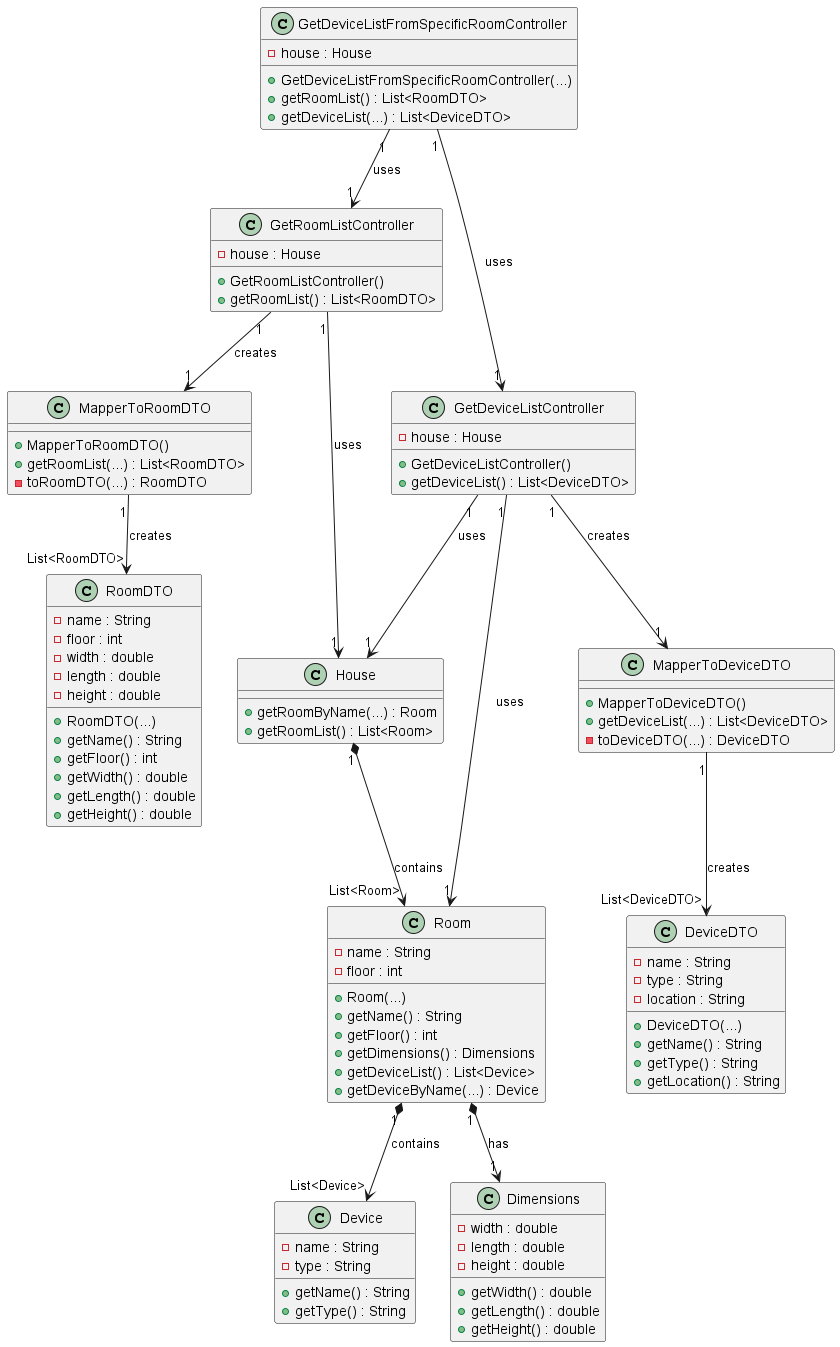 C GetDeviceListFromSpecificRoomController
house : House
GetDeviceListFromSpecificRoomController(...)
getRoomList() : List<RoomDTO>
getDeviceList(...) : List<DeviceDTO>
1
1
uses
1
uses
1
C GetRoomListController
house : House
GetRoomListController()
getRoomList() : List<RoomDTO>
1
1
creates
1
uses
1
C MapperToRoomDTO
MapperToRoomDTO()
getRoomList(...) : List<RoomDTO>
toRoomDTO(...) : RoomDTO
C GetDeviceListController
house : House
GetDeviceListController()
getDeviceList() : List<DeviceDTO>
1
creates
List<RoomDTO>
1
uses
1
1
uses
1
1
creates
1
C RoomDTO
name : String
floor : int
width : double
length : double
height : double
RoomDTO(...)
getName() : String
getFloor() : int
getWidth() : double
getLength() : double
getHeight() : double
C House
getRoomByName(...) : Room
getRoomList() : List<Room>
C MapperToDeviceDTO
MapperToDeviceDTO()
getDeviceList(...) : List<DeviceDTO>
toDeviceDTO(...) : DeviceDTO
1
contains
List<Room>
1
creates
List<DeviceDTO>
C Room
name : String
floor : int
Room(...)
getName() : String
getFloor() : int
getDimensions() : Dimensions
getDeviceList() : List<Device>
getDeviceByName(...) : Device
C DeviceDTO
name : String
type : String
location : String
DeviceDTO(...)
getName() : String
getType() : String
getLocation() : String
1
contains
List<Device>
1
has
1
C Device
name : String
type : String
getName() : String
getType() : String
C Dimensions
width : double
length : double
height : double
getWidth() : double
getLength() : double
getHeight() : double